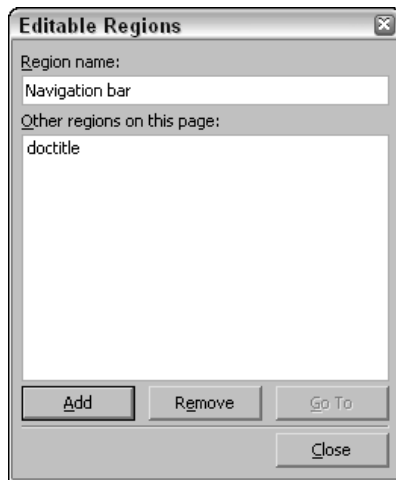 Editable Regions
Region name:
Navigation bar
Other regions on this page:
doctitle
Add Remove Go To
Close